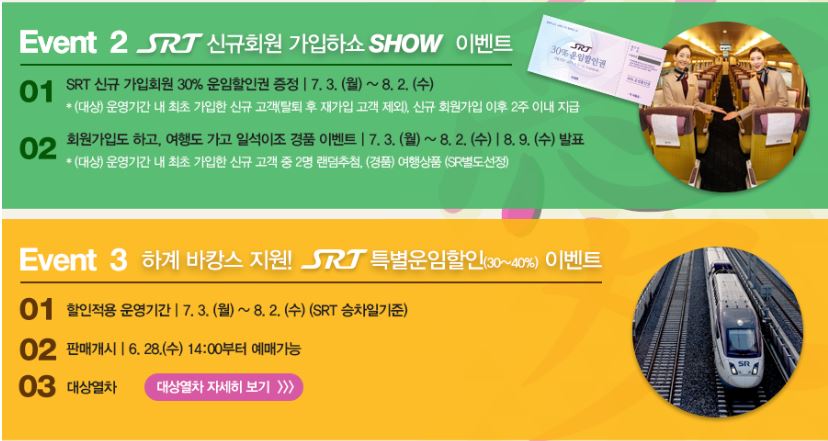 Event 2 SRT 신규회원 가입하쇼 SHOW 이벤트
SRT
30% 운임할인권
01 SRT 신규 가입회원 30% 운임할인권 증정 | 7. 3. (월) ~ 8. 2. (수)
* (대상) 운영기간 내 최초 가입한 신규 고객(탈퇴 후 재가입 고객 제외), 신규 회원가입 이후 2주 이내 지급
02 회원가입도 하고, 여행도 가고 일석이조 경품 이벤트 | 7. 3. (월) ~ 8. 2. (수) | 8. 9. (수) 발표
* (대상) 운영기간 내 최초 가입한 신규 고객 중 2명 랜덤추첨, (경품) 여행상품 (SR별도선정)
Event 3 하계 바캉스 지원! SRT 특별운임할인(30~40%) 이벤트
01 할인적용 운영기간 | 7. 3. (월) ~ 8. 2. (수) (SRT 승차일기준)
02 판매개시 | 6. 28.(수) 14:00부터 예매가능
03 대상열차 대상열차 자세히 보기 >>>
SR